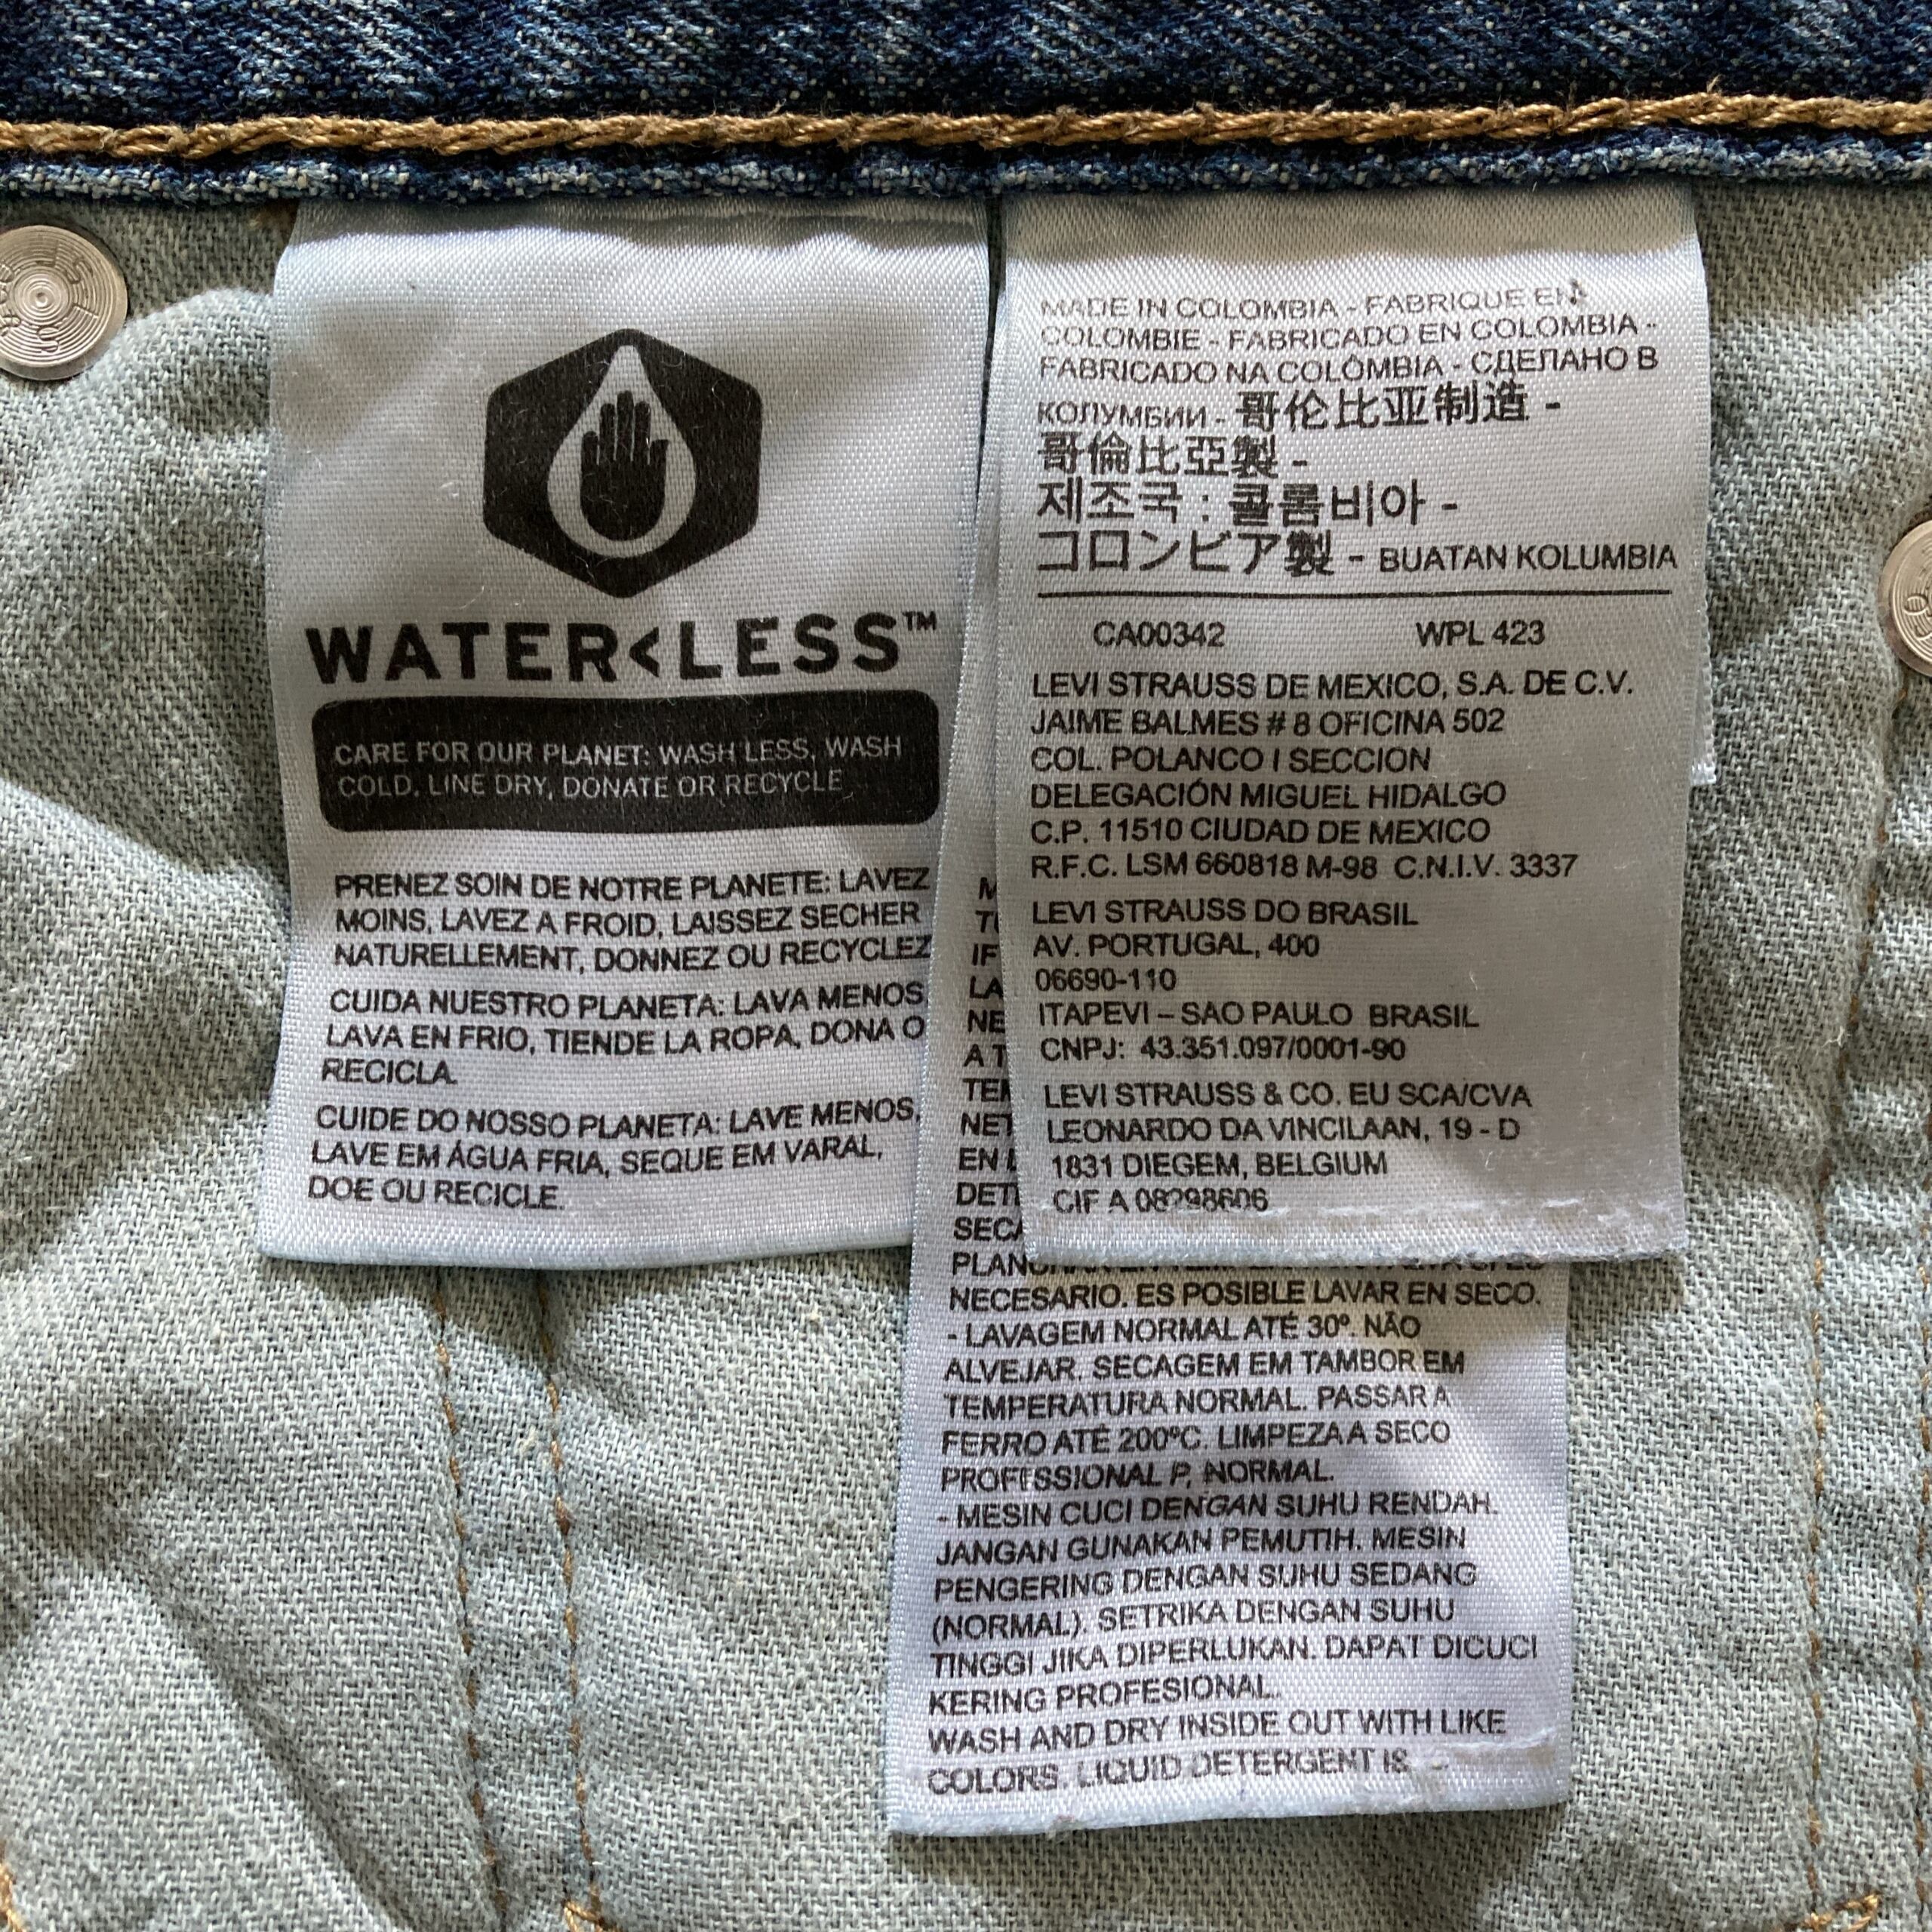 WATER<LESS™
CARE FOR OUR PLANET: WASH LESS, WASH
COLD, LINE DRY, DONATE OR RECYCLE
PRENEZ SOIN DE NOTRE PLANETE: LAVEZ
MOINS, LAVEZ A FROID, LAISSEZ SECHER
NATURELLEMENT, DONNEZ OU RECYCLEZ
CUIDA NUESTRO PLANETA: LAVA MENOS,
LAVA EN FRIO, TIENDE LA ROPA, DONA O
RECICLA.
CUIDE DO NOSSO PLANETA: LAVE MENOS,
LAVE EM ÁGUA FRIA, SEQUE EM VARAL,
DOE OU RECICLE.
MADE IN COLOMBIA - FABRIQUE EN
COLOMBIE - FABRICADO EN COLOMBIA -
FABRICADO NA COLÔMBIA - СДЕЛАНО В
КОЛУМБИИ - 哥伦比亚制造 -
哥倫比亞製 -
제조국 : 콜롬비아 -
コロンビア製 - BUATAN KOLUMBIA
CA00342 WPL 423
LEVI STRAUSS DE MEXICO, S.A. DE C.V.
JAIME BALMES # 8 OFICINA 502
COL. POLANCO I SECCION
DELEGACIÓN MIGUEL HIDALGO
C.P. 11510 CIUDAD DE MEXICO
R.F.C. LSM 660818 M-98 C.N.I.V. 3337
LEVI STRAUSS DO BRASIL
AV. PORTUGAL, 400
06690-110
ITAPEVI – SAO PAULO BRASIL
CNPJ: 43.351.097/0001-90
LEVI STRAUSS & CO. EU SCA/CVA
LEONARDO DA VINCILAAN, 19 - D
1831 DIEGEM, BELGIUM
CIF A 08298606
NECESARIO. ES POSIBLE LAVAR EN SECO.
- LAVAGEM NORMAL ATÉ 30º. NÃO
ALVEJAR. SECAGEM EM TAMBOR EM
TEMPERATURA NORMAL. PASSAR A
FERRO ATÉ 200ºC. LIMPEZA A SECO
PROFISSIONAL P, NORMAL.
- MESIN CUCI DENGAN SUHU RENDAH.
JANGAN GUNAKAN PEMUTIH. MESIN
PENGERING DENGAN SUHU SEDANG
(NORMAL). SETRIKA DENGAN SUHU
TINGGI JIKA DIPERLUKAN. DAPAT DICUCI
KERING PROFESIONAL.
WASH AND DRY INSIDE OUT WITH LIKE
COLORS. LIQUID DETERGENT IS